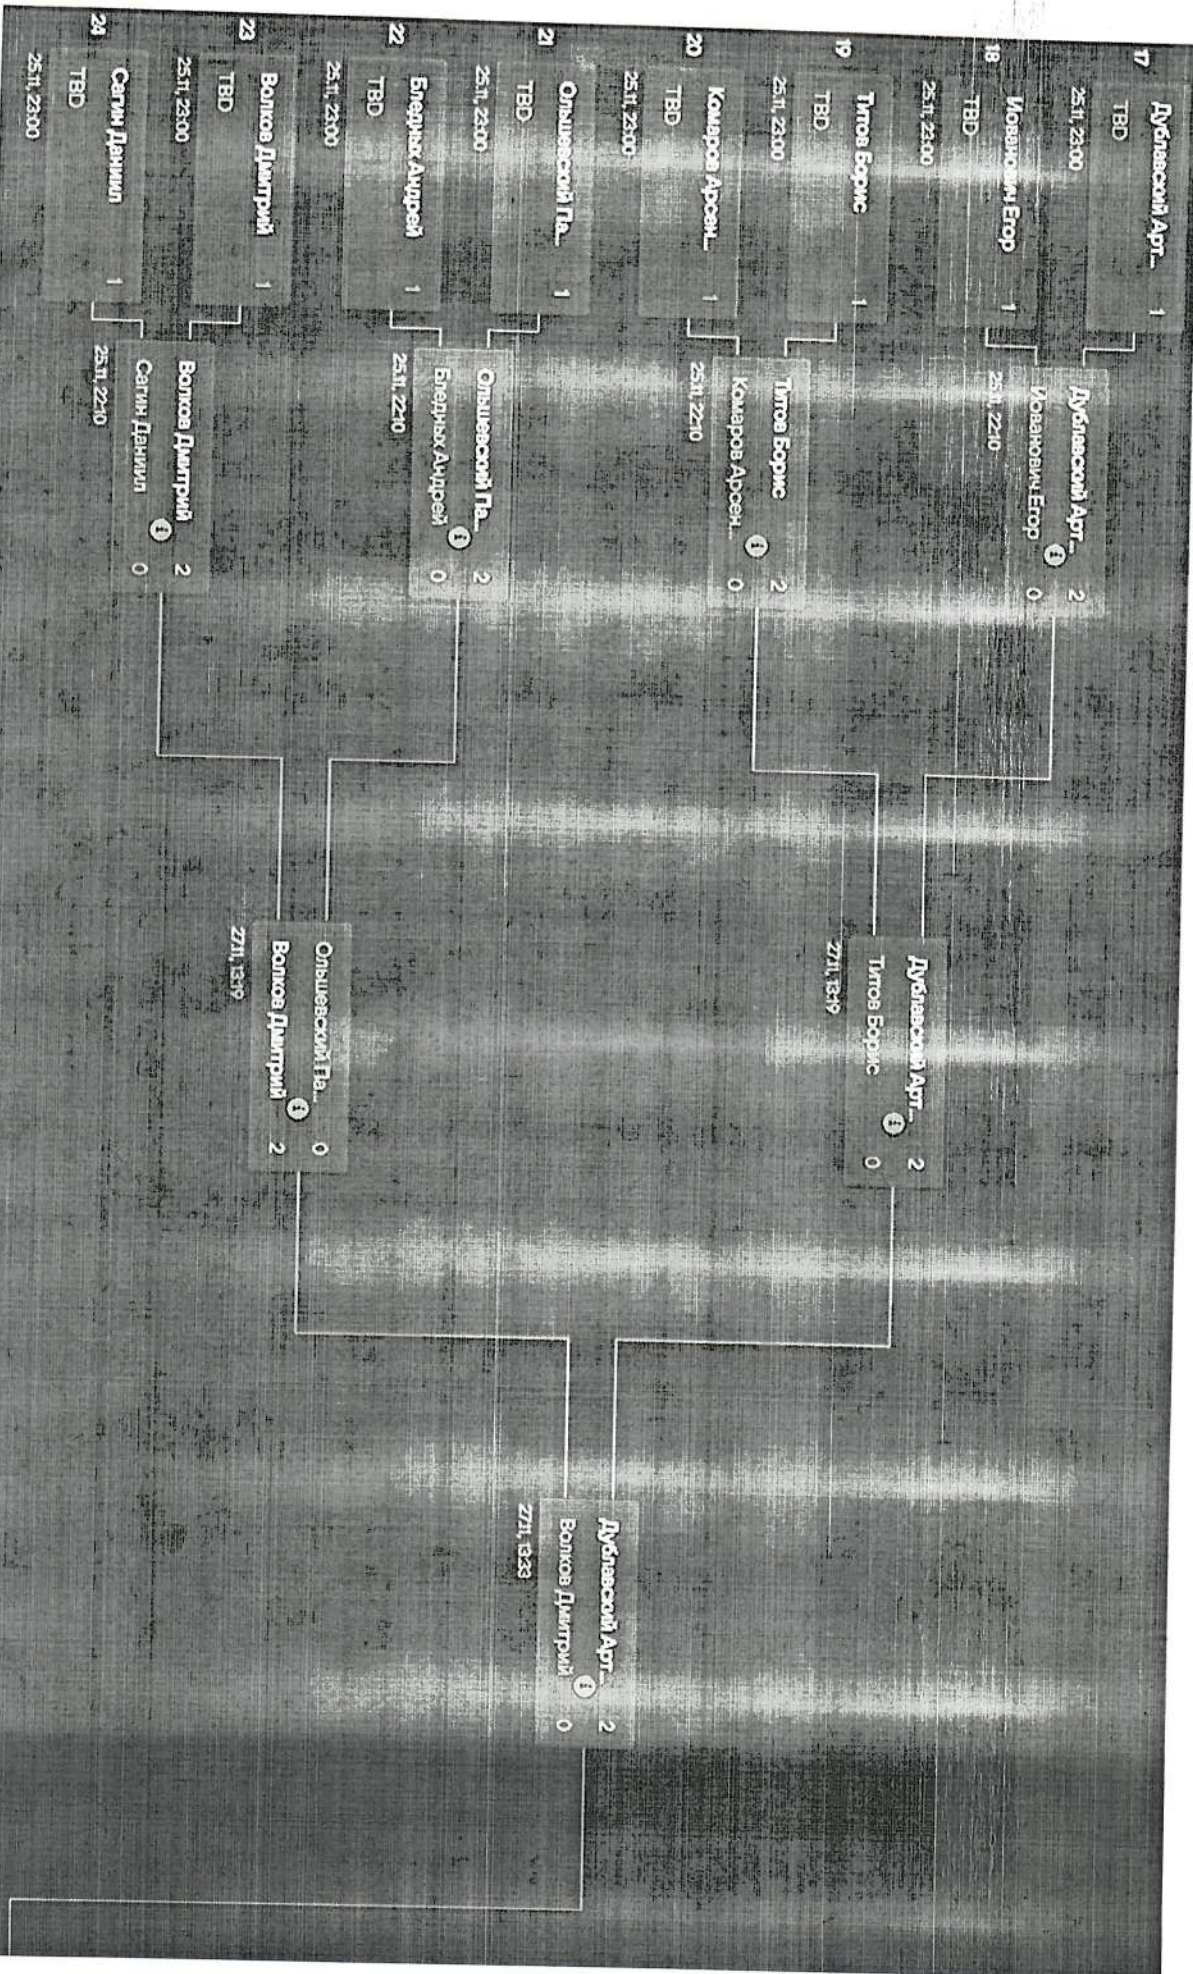 17
Дублавский Арт... 1
TBD
25.11, 23:00
18
Иованович Егор 1
TBD
25.11, 23:00
19
Титов Борис 1
TBD
25.11, 23:00
20
Комаров Арсен... 1
TBD
25.11, 23:00
21
Ольшевский Па... 1
TBD
25.11, 23:00
22
Бледных Андрей 1
TBD
25.11, 23:00
23
Волков Дмитрий 1
TBD
25.11, 23:00
24
Сагин Даниил 1
TBD
25.11, 23:00
Дублавский Арт... 2
Иованович Егор 0
25.11, 22:10
Титов Борис 2
Комаров Арсен... 0
25.11, 22:10
Ольшевский Па... 2
Бледных Андрей 0
25.11, 22:10
Волков Дмитрий 2
Сагин Даниил 0
25.11, 22:10
Дублавский Арт... 2
Титов Борис 0
27.11, 13:19
Ольшевский Па... 0
Волков Дмитрий 2
27.11, 13:19
Дублавский Арт... 2
Волков Дмитрий 0
27.11, 13:33